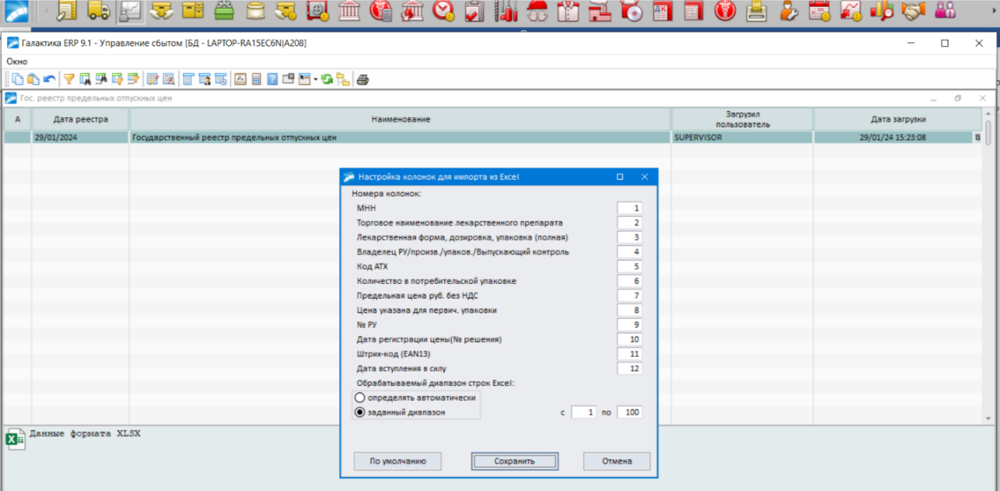 Галактика ERP 9.1 - Управление сбытом [БД - LAPTOP-RA15EC6N|A208]
Окно
Гос. реестр предельных отпускных цен
А Дата реестра Наименование Загрузил пользователь Дата загрузки
29/01/2024 Государственный реестр предельных отпускных цен SUPERVISOR 29/01/24 15:23:08
Настройка колонок для импорта из Excel
Номера колонок:
МНН 1
Торговое наименование лекарственного препарата 2
Лекарственная форма, дозировка, упаковка (полная) 3
Владелец РУ/произв./упаков./Выпускающий контроль 4
Код АТХ 5
Количество в потребительской упаковке 6
Предельная цена руб. без НДС 7
Цена указана для первич. упаковки 8
№ РУ 9
Дата регистрации цены(№ решения) 10
Штрих-код (EAN13) 11
Дата вступления в силу 12
Обрабатываемый диапазон строк Excel:
определять автоматически
заданный диапазон с 1 по 100
Данные формата XLSX
По умолчанию Сохранить Отмена